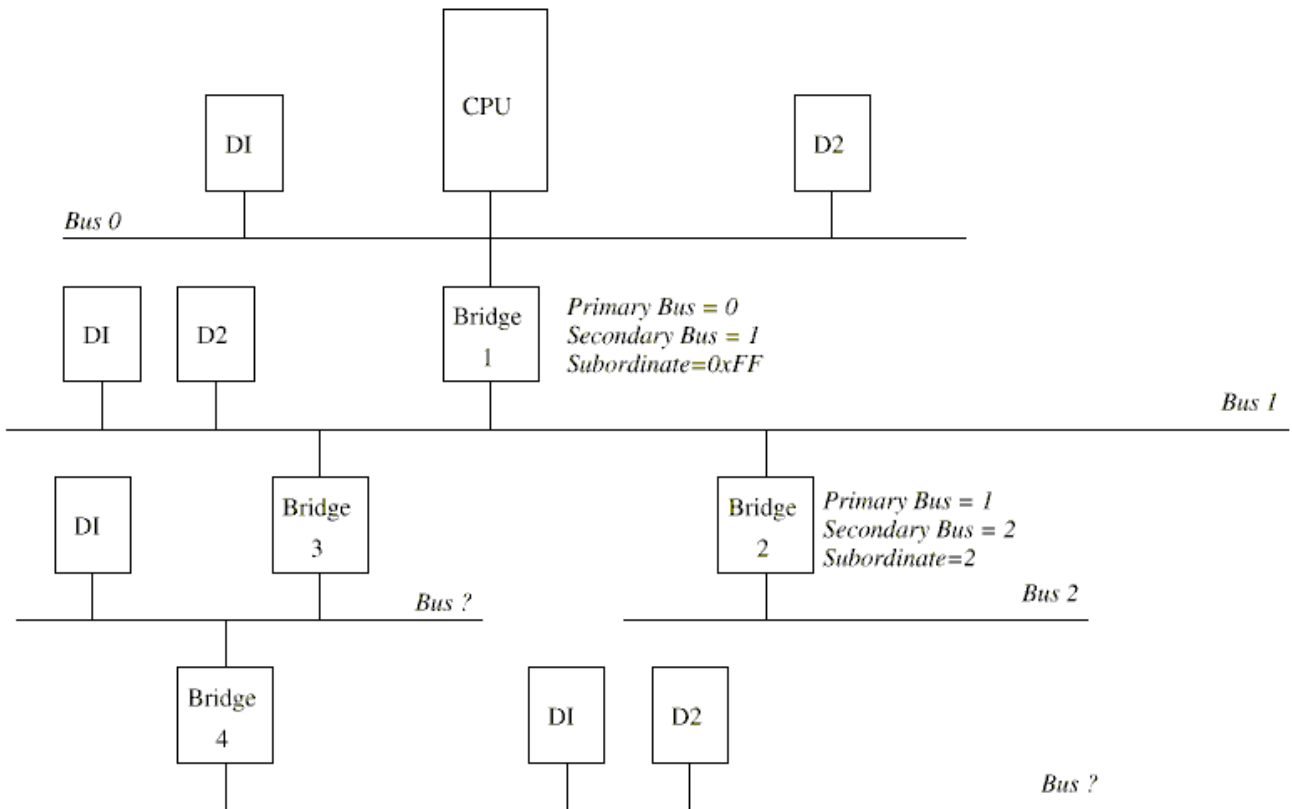 CPU
DI
D2
Bus 0
Bridge
1
Primary Bus = 0
Secondary Bus = 1
Subordinate=0xFF
DI
D2
Bus 1
DI
Bridge
3
Bridge
2
Primary Bus = 1
Secondary Bus = 2
Subordinate=2
Bus ?
Bus 2
Bridge
4
DI
D2
Bus ?